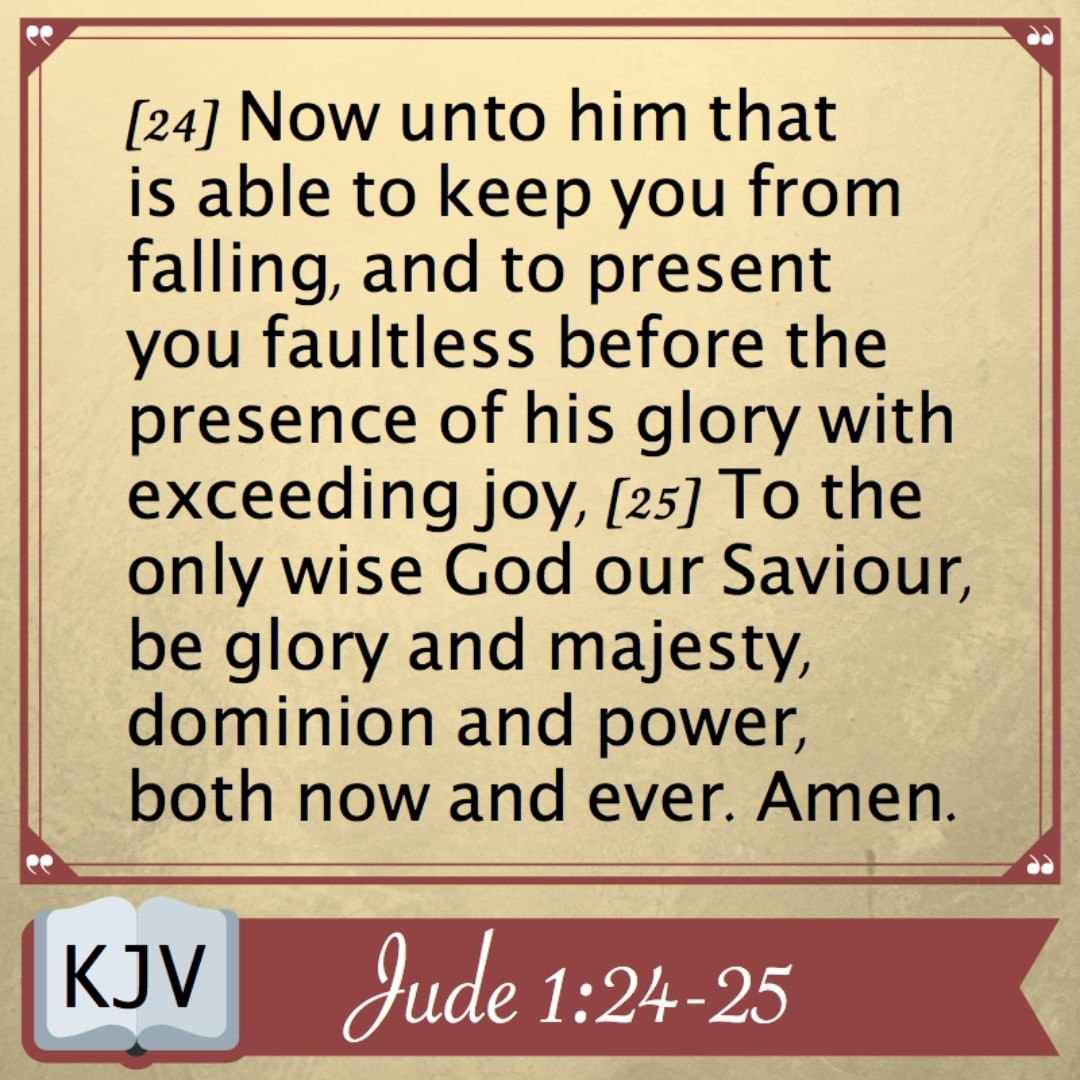 [24] Now unto him that
is able to keep you from
falling, and to present
you faultless before the
presence of his glory with
exceeding joy, [25] To the
only wise God our Saviour,
be glory and majesty,
dominion and power,
both now and ever. Amen.
KJV
Jude 1:24-25